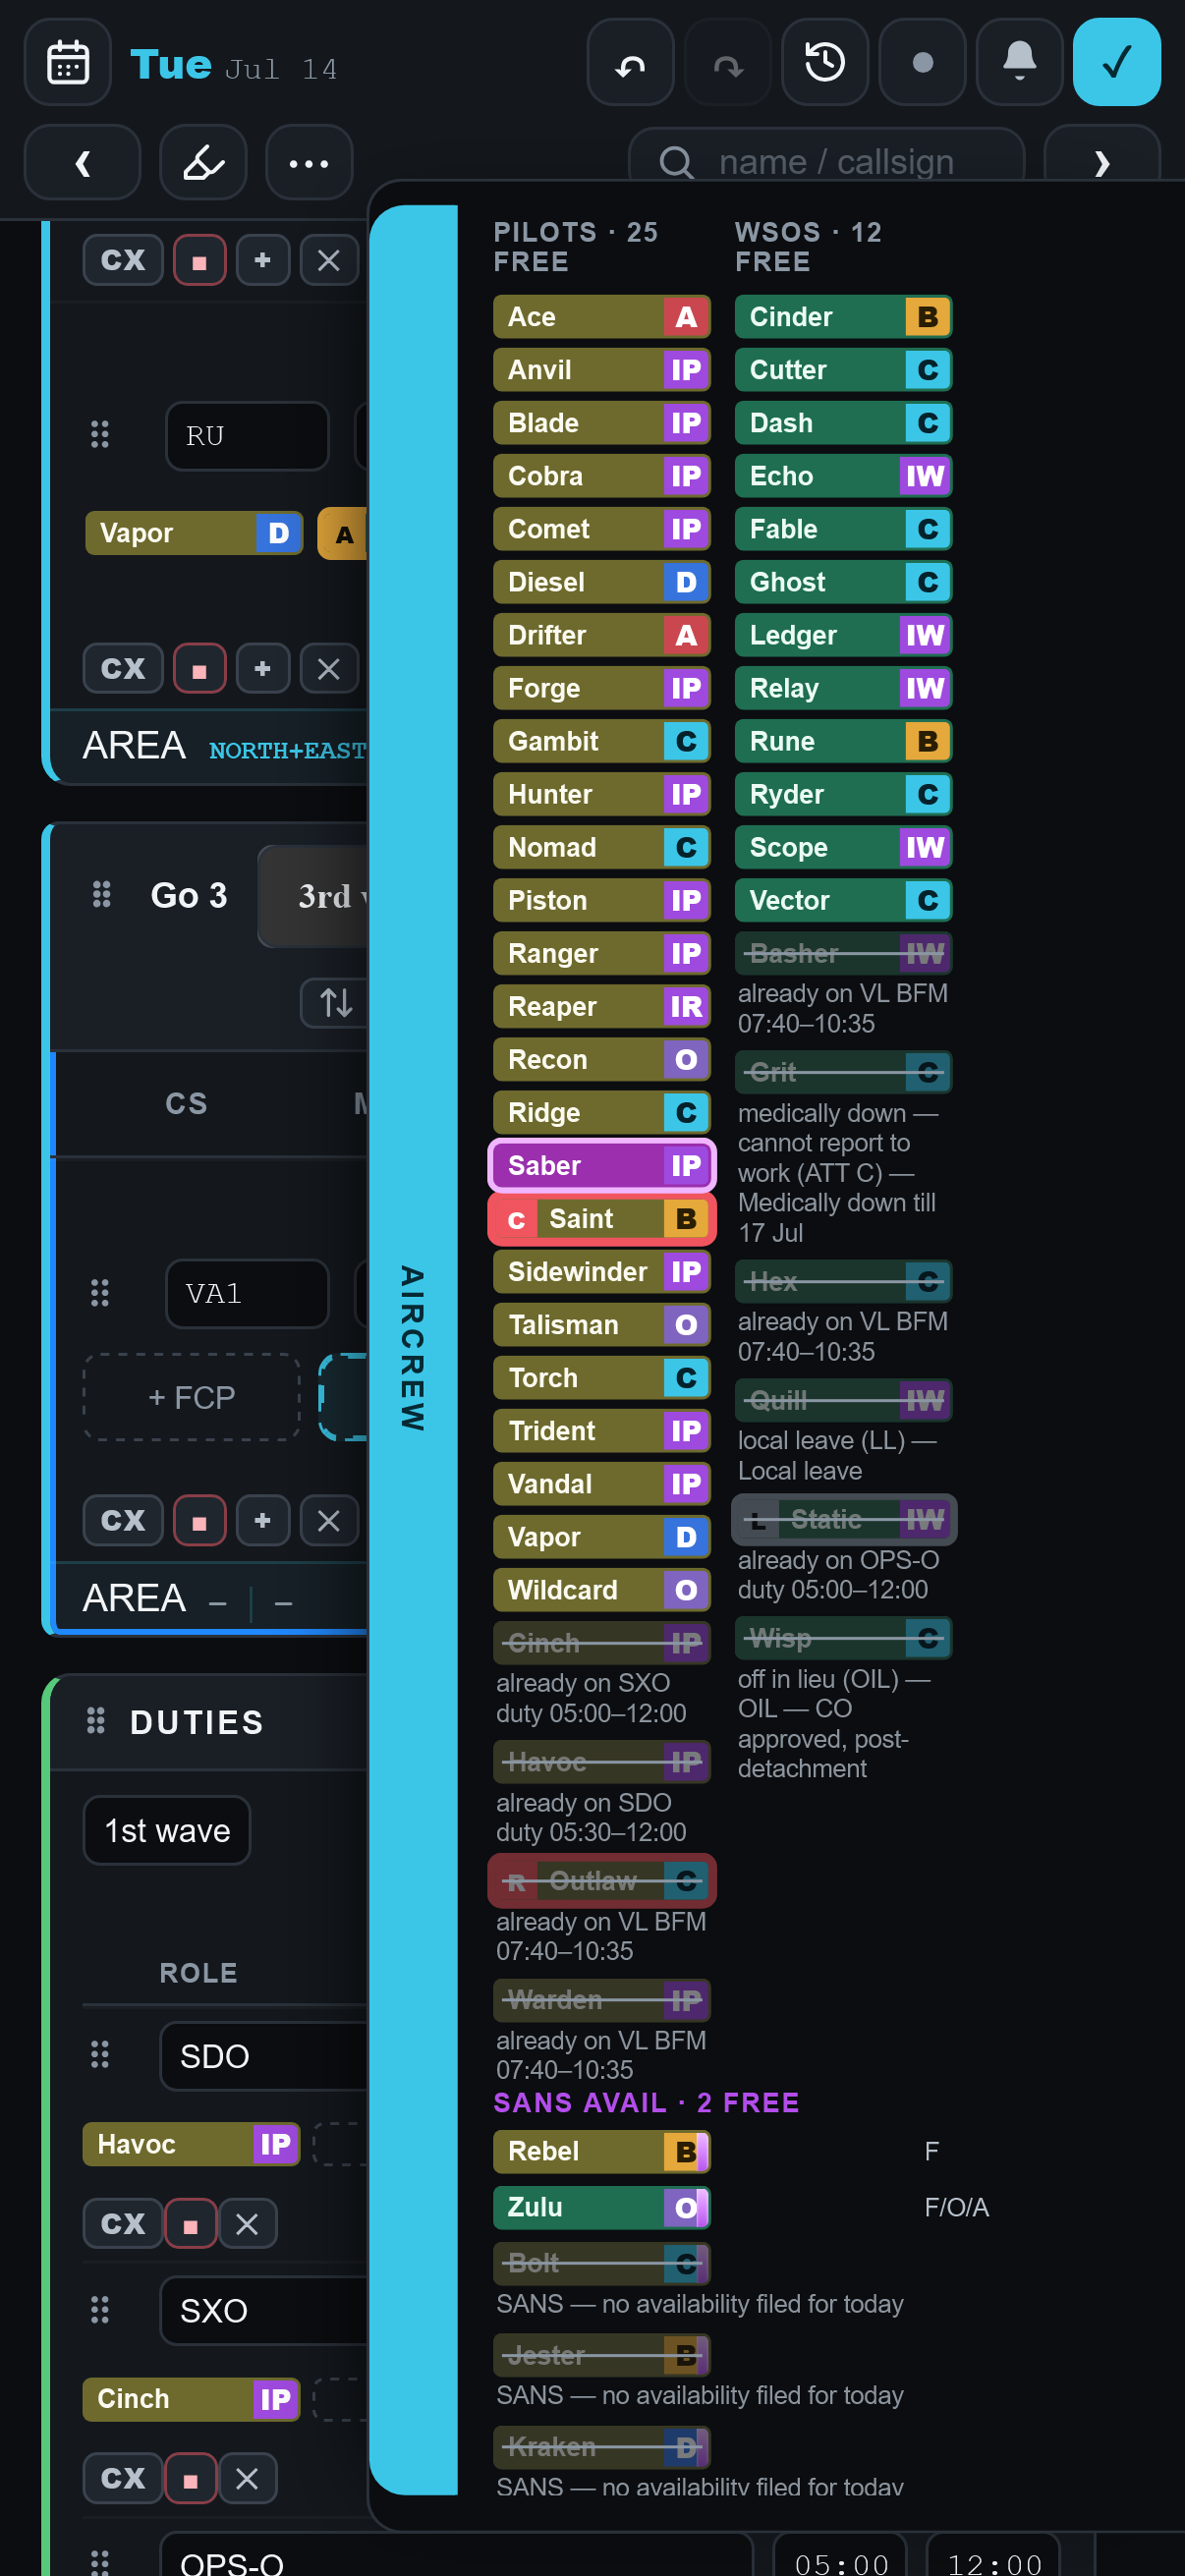 Tue Jul 14
name / callsign
CX
RU
Vapor D A
CX
AREA NORTH+EAST
Go 3 3rd
CS
VA1
+ FCP
CX
AREA – | –
DUTIES
1st wave
ROLE
SDO
Havoc IP
CX
SXO
Cinch IP
CX
OPS-O 05:00 12:00
AIRCREW
PILOTS · 25
FREE
Ace A
Anvil IP
Blade IP
Cobra IP
Comet IP
Diesel D
Drifter A
Forge IP
Gambit C
Hunter IP
Nomad C
Piston IP
Ranger IP
Reaper IR
Recon O
Ridge C
Saber IP
C Saint B
Sidewinder IP
Talisman O
Torch C
Trident IP
Vandal IP
Vapor D
Wildcard O
Cinch IP
already on SXO
duty 05:00–12:00
Havoc IP
already on SDO
duty 05:30–12:00
R Outlaw C
already on VL BFM
07:40–10:35
Warden IP
already on VL BFM
07:40–10:35
WSOS · 12
FREE
Cinder B
Cutter C
Dash C
Echo IW
Fable C
Ghost C
Ledger IW
Relay IW
Rune B
Ryder C
Scope IW
Vector C
Basher IW
already on VL BFM
07:40–10:35
Grit C
medically down —
cannot report to
work (ATT C) —
Medically down till
17 Jul
Hex C
already on VL BFM
07:40–10:35
Quill IW
local leave (LL) —
Local leave
L Static IW
already on OPS-O
duty 05:00–12:00
Wisp C
off in lieu (OIL) —
OIL — CO
approved, post-
detachment
SANS AVAIL · 2 FREE
Rebel B F
Zulu O F/O/A
Bolt C
SANS — no availability filed for today
Jester B
SANS — no availability filed for today
Kraken D
SANS — no availability filed for today